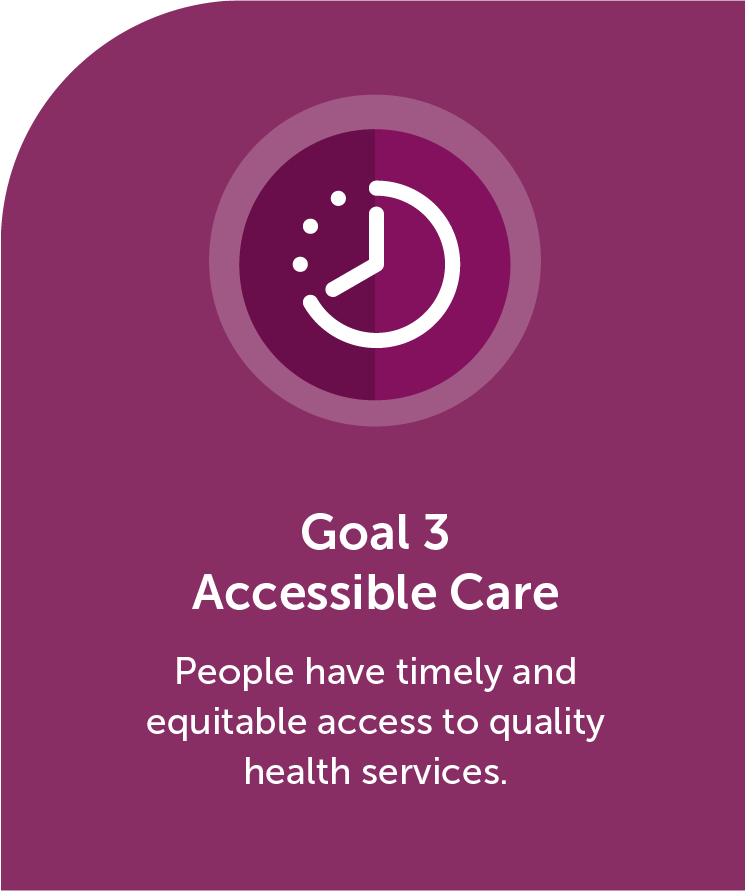 Goal 3
Accessible Care
People have timely and
equitable access to quality
health services.